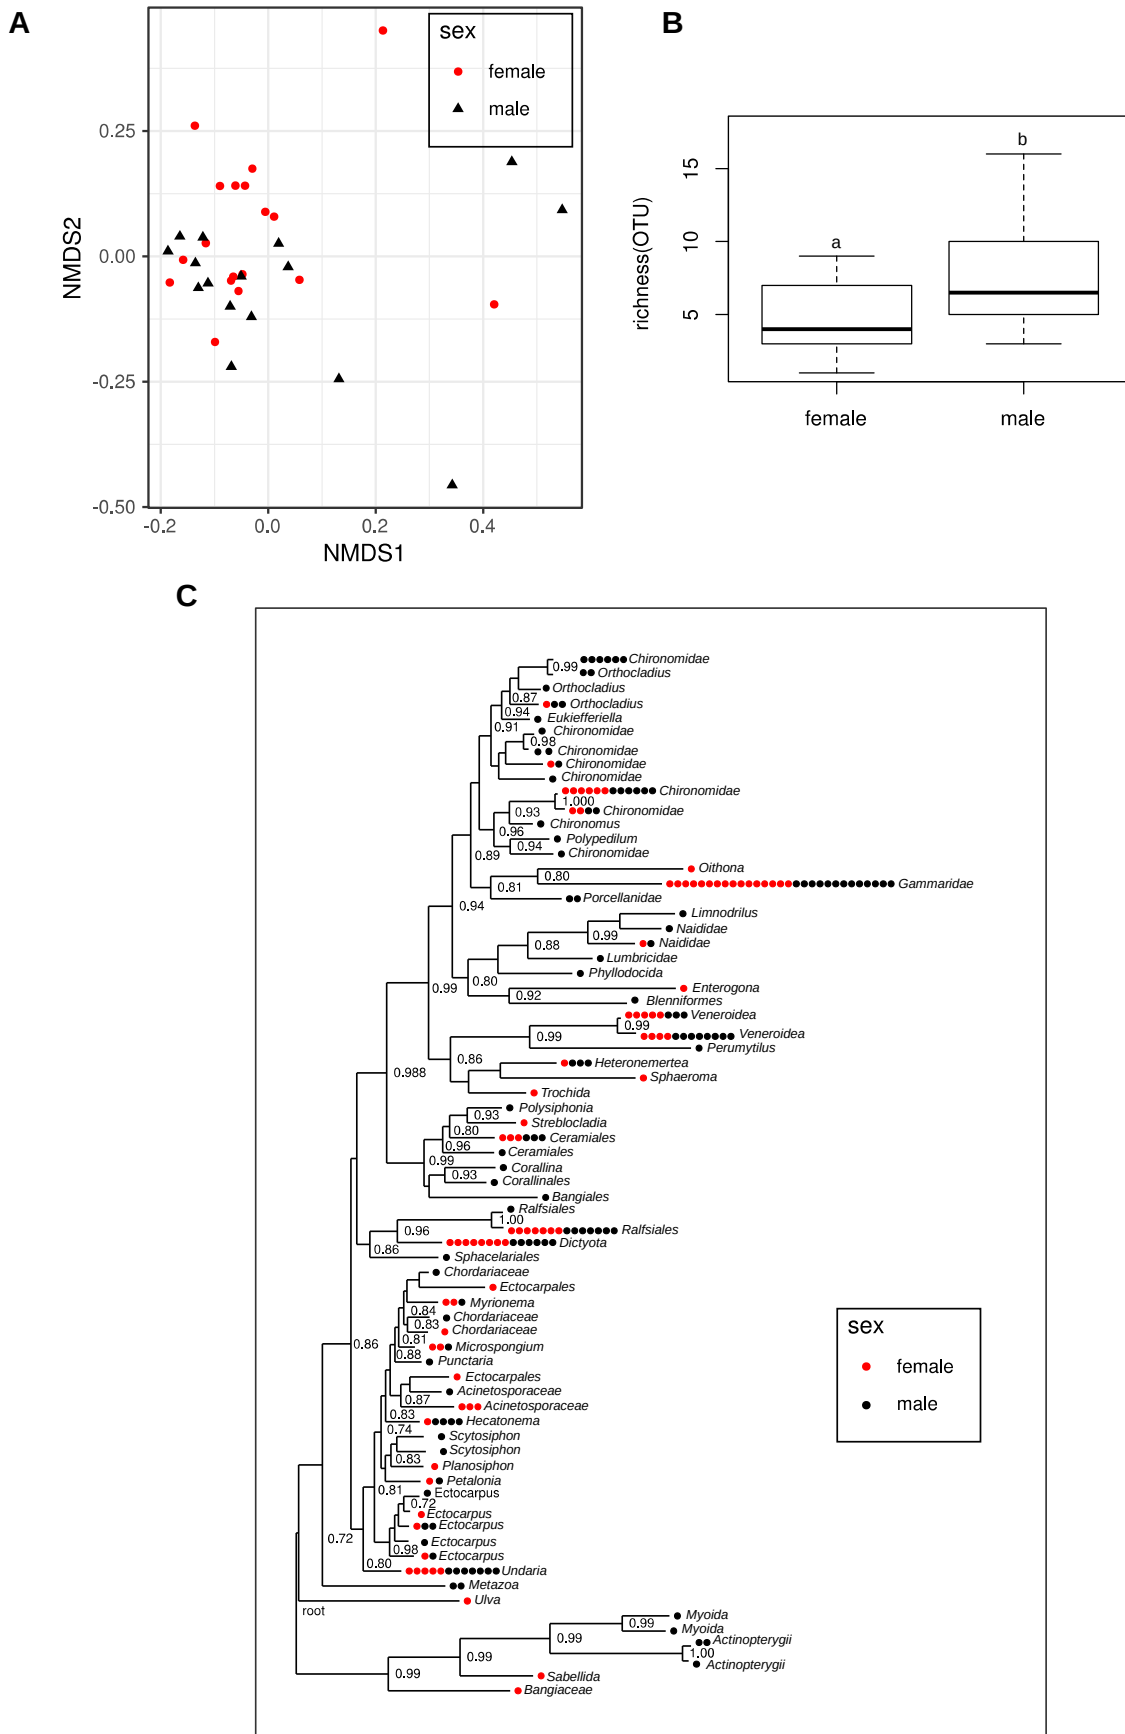 A
sex
female
male
0.25
0.00
-0.25
-0.50
NMDS2
-0.2
0.0
0.2
0.4
NMDS1
B
richness(OTU)
15
10
5
a
b
female
male
C
0.99
Chironomidae
Orthocladius
Orthocladius
0.87
Orthocladius
0.94
Eukiefferiella
0.91
Chironomidae
0.98
Chironomidae
Chironomidae
Chironomidae
Chironomidae
1.000
Chironomidae
0.93
Chironomus
0.96
Polypedilum
0.94
Chironomidae
0.89
Oithona
0.80
Gammaridae
0.81
Porcellanidae
0.94
Limnodrilus
Naididae
0.99
Naididae
0.88
Lumbricidae
Phyllodocida
0.80
0.99
Enterogona
0.92
Blenniformes
Veneroidea
0.99
Veneroidea
0.99
Perumytilus
0.86
Heteronemertea
0.988
Sphaeroma
Trochida
Polysiphonia
0.93
Streblocladia
0.80
Ceramiales
0.96
Ceramiales
0.99
Corallina
0.93
Corallinales
Bangiales
Ralfsiales
1.00
Ralfsiales
0.96
Dictyota
0.86
Sphacelariales
Chordariaceae
Ectocarpales
Myrionema
0.84
Chordariaceae
0.83
Chordariaceae
0.81
0.86
Microspongium
0.88
Punctaria
Ectocarpales
Acinetosporaceae
0.87
Acinetosporaceae
0.83
Hecatonema
0.74
Scytosiphon
Scytosiphon
0.83
Planosiphon
Petalonia
0.81
Ectocarpus
0.72
Ectocarpus
Ectocarpus
0.72
Ectocarpus
0.98
Ectocarpus
0.80
Undaria
Metazoa
Ulva
root
Myoida
0.99
Myoida
0.99
Actinopterygii
1.00
0.99
Actinopterygii
0.99
Sabellida
Bangiaceae
sex
female
male